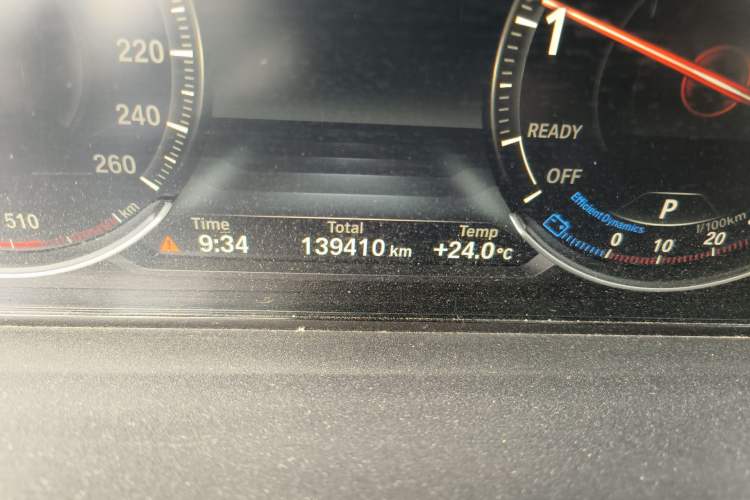 220
240
260
510
km
Time
9:34
Total
139410 km
Temp
+24.0°C
1
READY
OFF
P
EfficientDynamics
l/100km
0
10
20